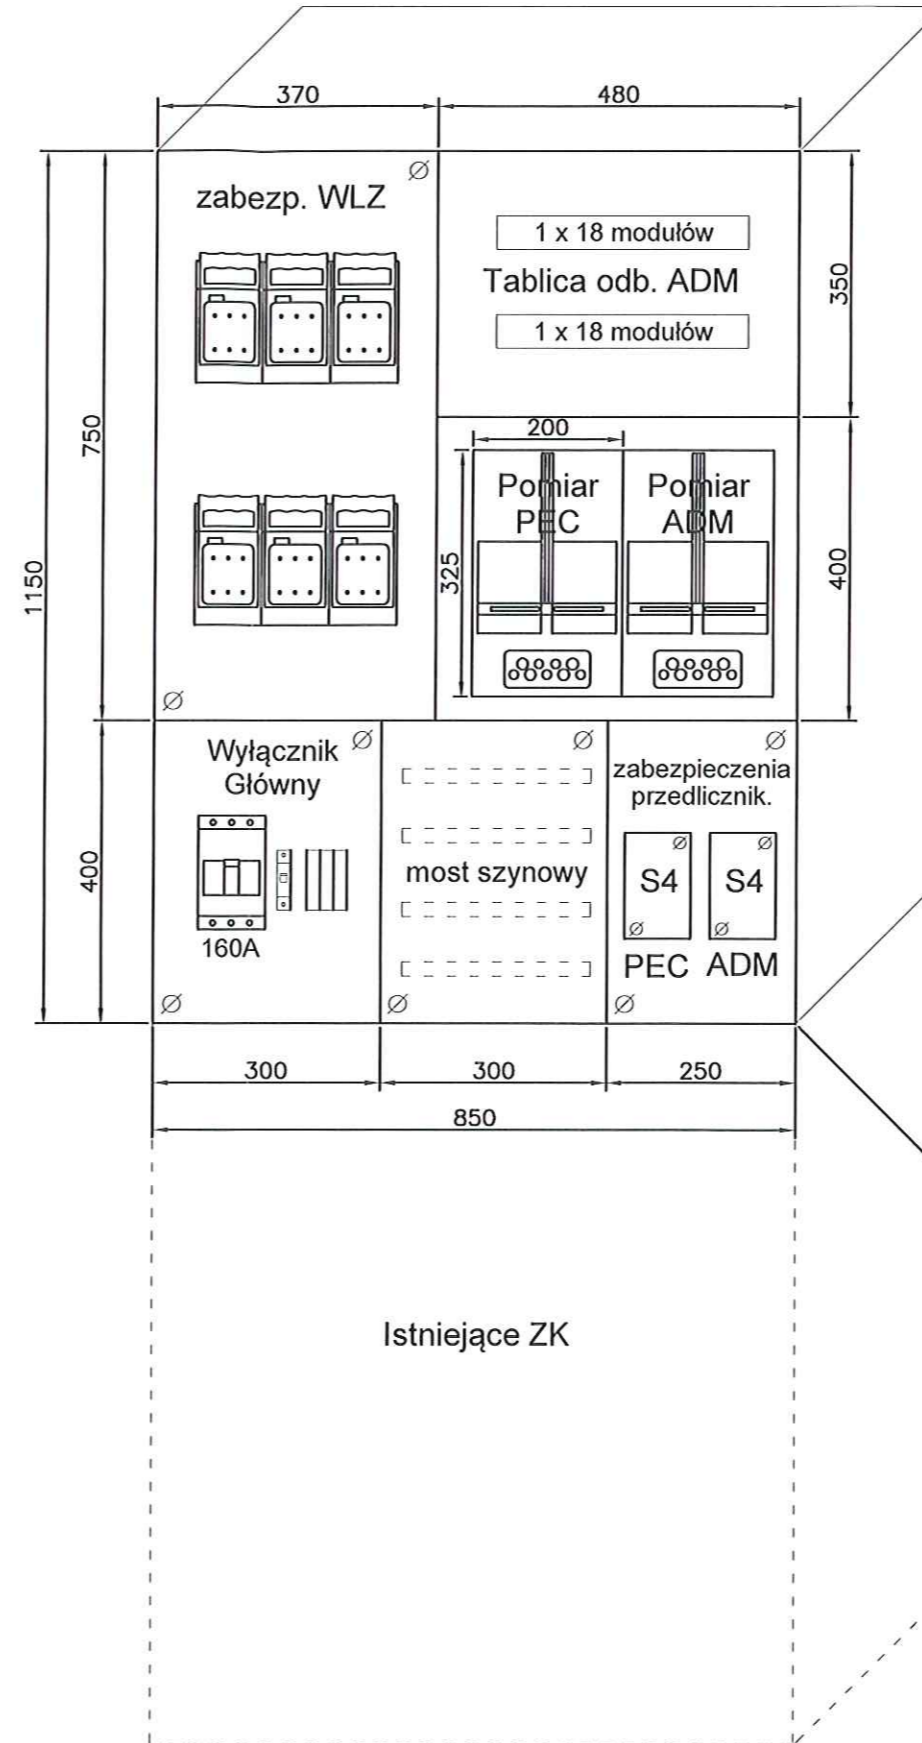 370
480
zabezp. WLZ
1 x 18 modułów
Tablica odb. ADM
1 x 18 modułów
350
750
1150
200
Pomiar
PEC
Pomiar
ADM
325
400
Wyłącznik
Główny
160A
400
most szynowy
zabezpieczenia
przedlicznik.
S4
S4
PEC
ADM
300
300
250
850
Istniejące ZK